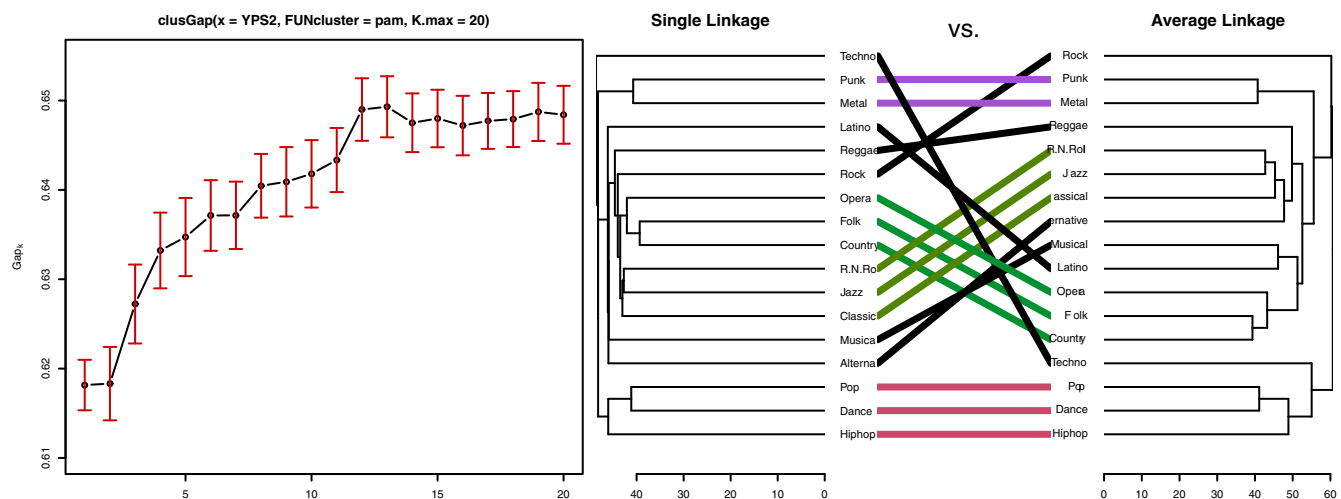 clusGap(x = YPS2, FUNcluster = pam, K.max = 20)
Gapk
0.65
0.64
0.63
0.62
0.61
5
10
15
20
Single Linkage
vs.
Average Linkage
Techno
Punk
Metal
Latino
Reggae
Rock
Opera
Folk
Country
R.N.Ro
Jazz
Classic
Musica
Alterna
Pop
Dance
Hiphop
40
30
20
10
0
Rock
Punk
Metal
Reggae
R.N.Roll
Jazz
assical
ernative
Musical
Latino
Opera
Folk
Country
Techno
Pop
Dance
Hiphop
0
10
20
30
40
50
60